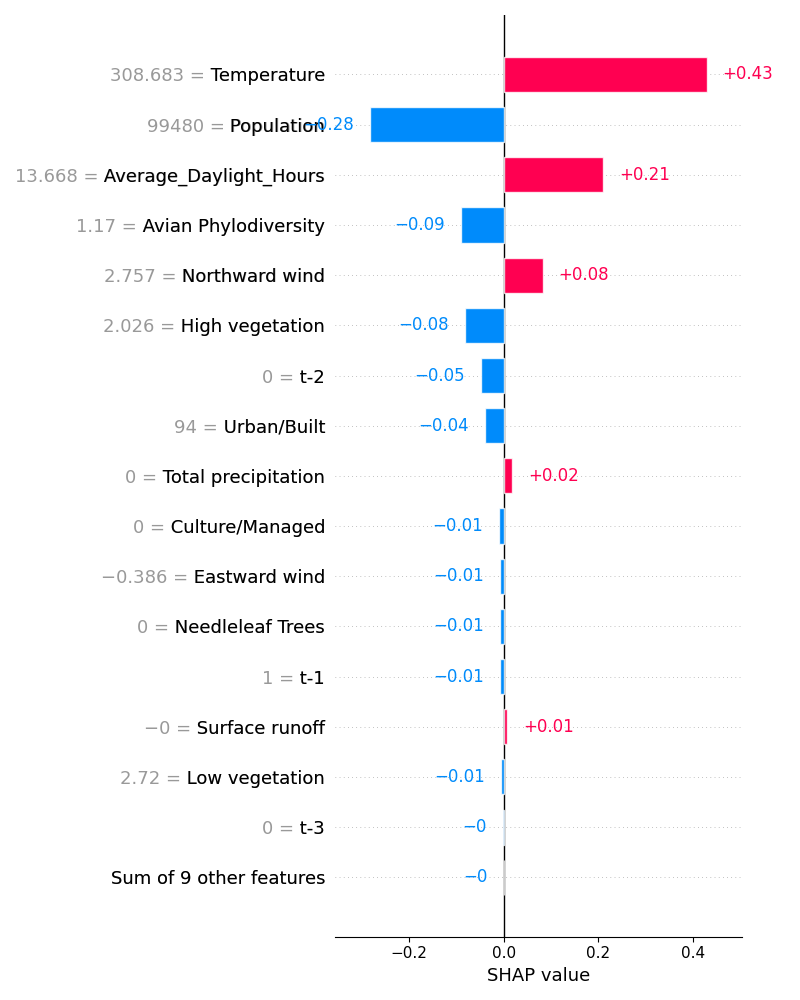 308.683 = Temperature +0.43
99480 = Population −0.28
13.668 = Average_Daylight_Hours +0.21
1.17 = Avian Phylodiversity −0.09
2.757 = Northward wind +0.08
2.026 = High vegetation −0.08
0 = t-2 −0.05
94 = Urban/Built −0.04
0 = Total precipitation +0.02
0 = Culture/Managed −0.01
−0.386 = Eastward wind −0.01
0 = Needleleaf Trees −0.01
1 = t-1 −0.01
−0 = Surface runoff +0.01
2.72 = Low vegetation −0.01
0 = t-3 −0
Sum of 9 other features −0
−0.2 0.0 0.2 0.4
SHAP value